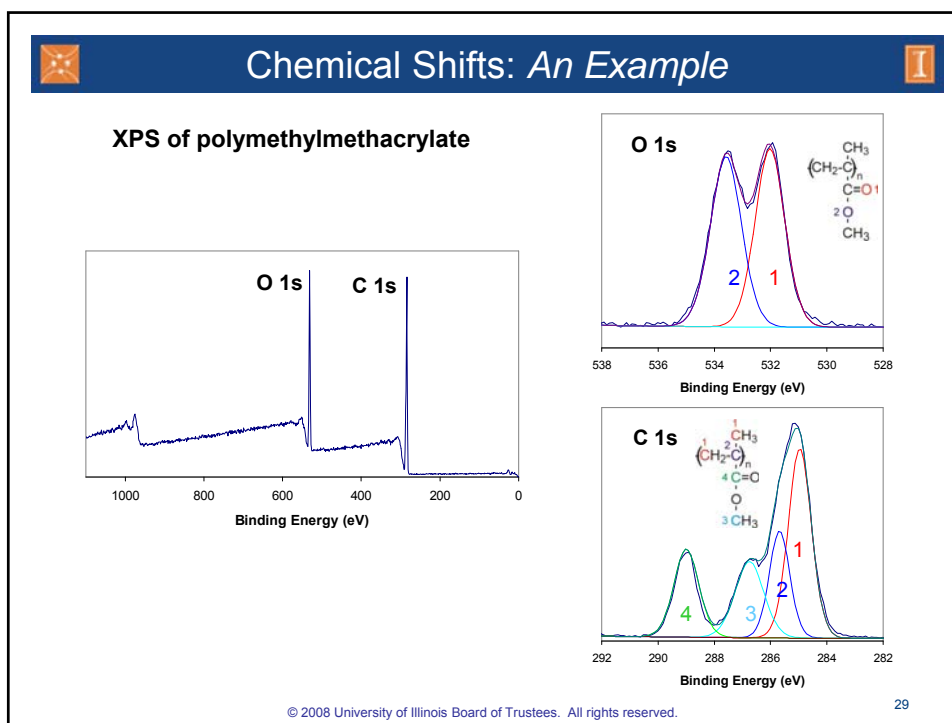 Chemical Shifts: An Example
I
XPS of polymethylmethacrylate
O 1s
C 1s
1000 800 600 400 200 0
Binding Energy (eV)
O 1s
CH3
(CH2-C)n
C=O1
2 O
CH3
2 1
538 536 534 532 530 528
Binding Energy (eV)
C 1s
1 CH3
1 2
(CH2-C)n
4 C=O
O
3 CH3
4 3 2 1
292 290 288 286 284 282
Binding Energy (eV)
© 2008 University of Illinois Board of Trustees. All rights reserved.
29